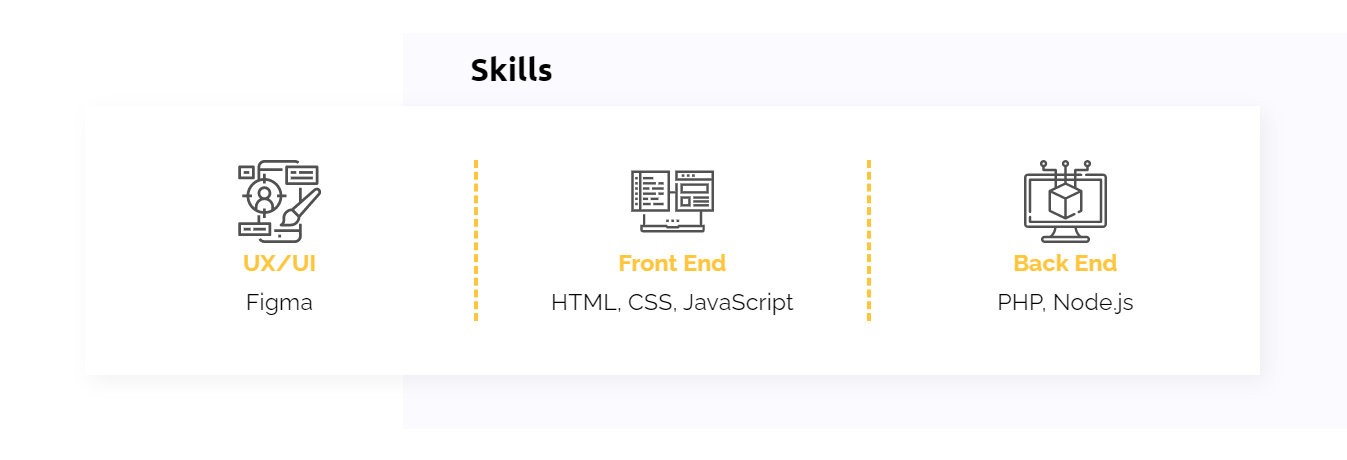 Skills
UX/UI
Figma
Front End
HTML, CSS, JavaScript
Back End
PHP, Node.js